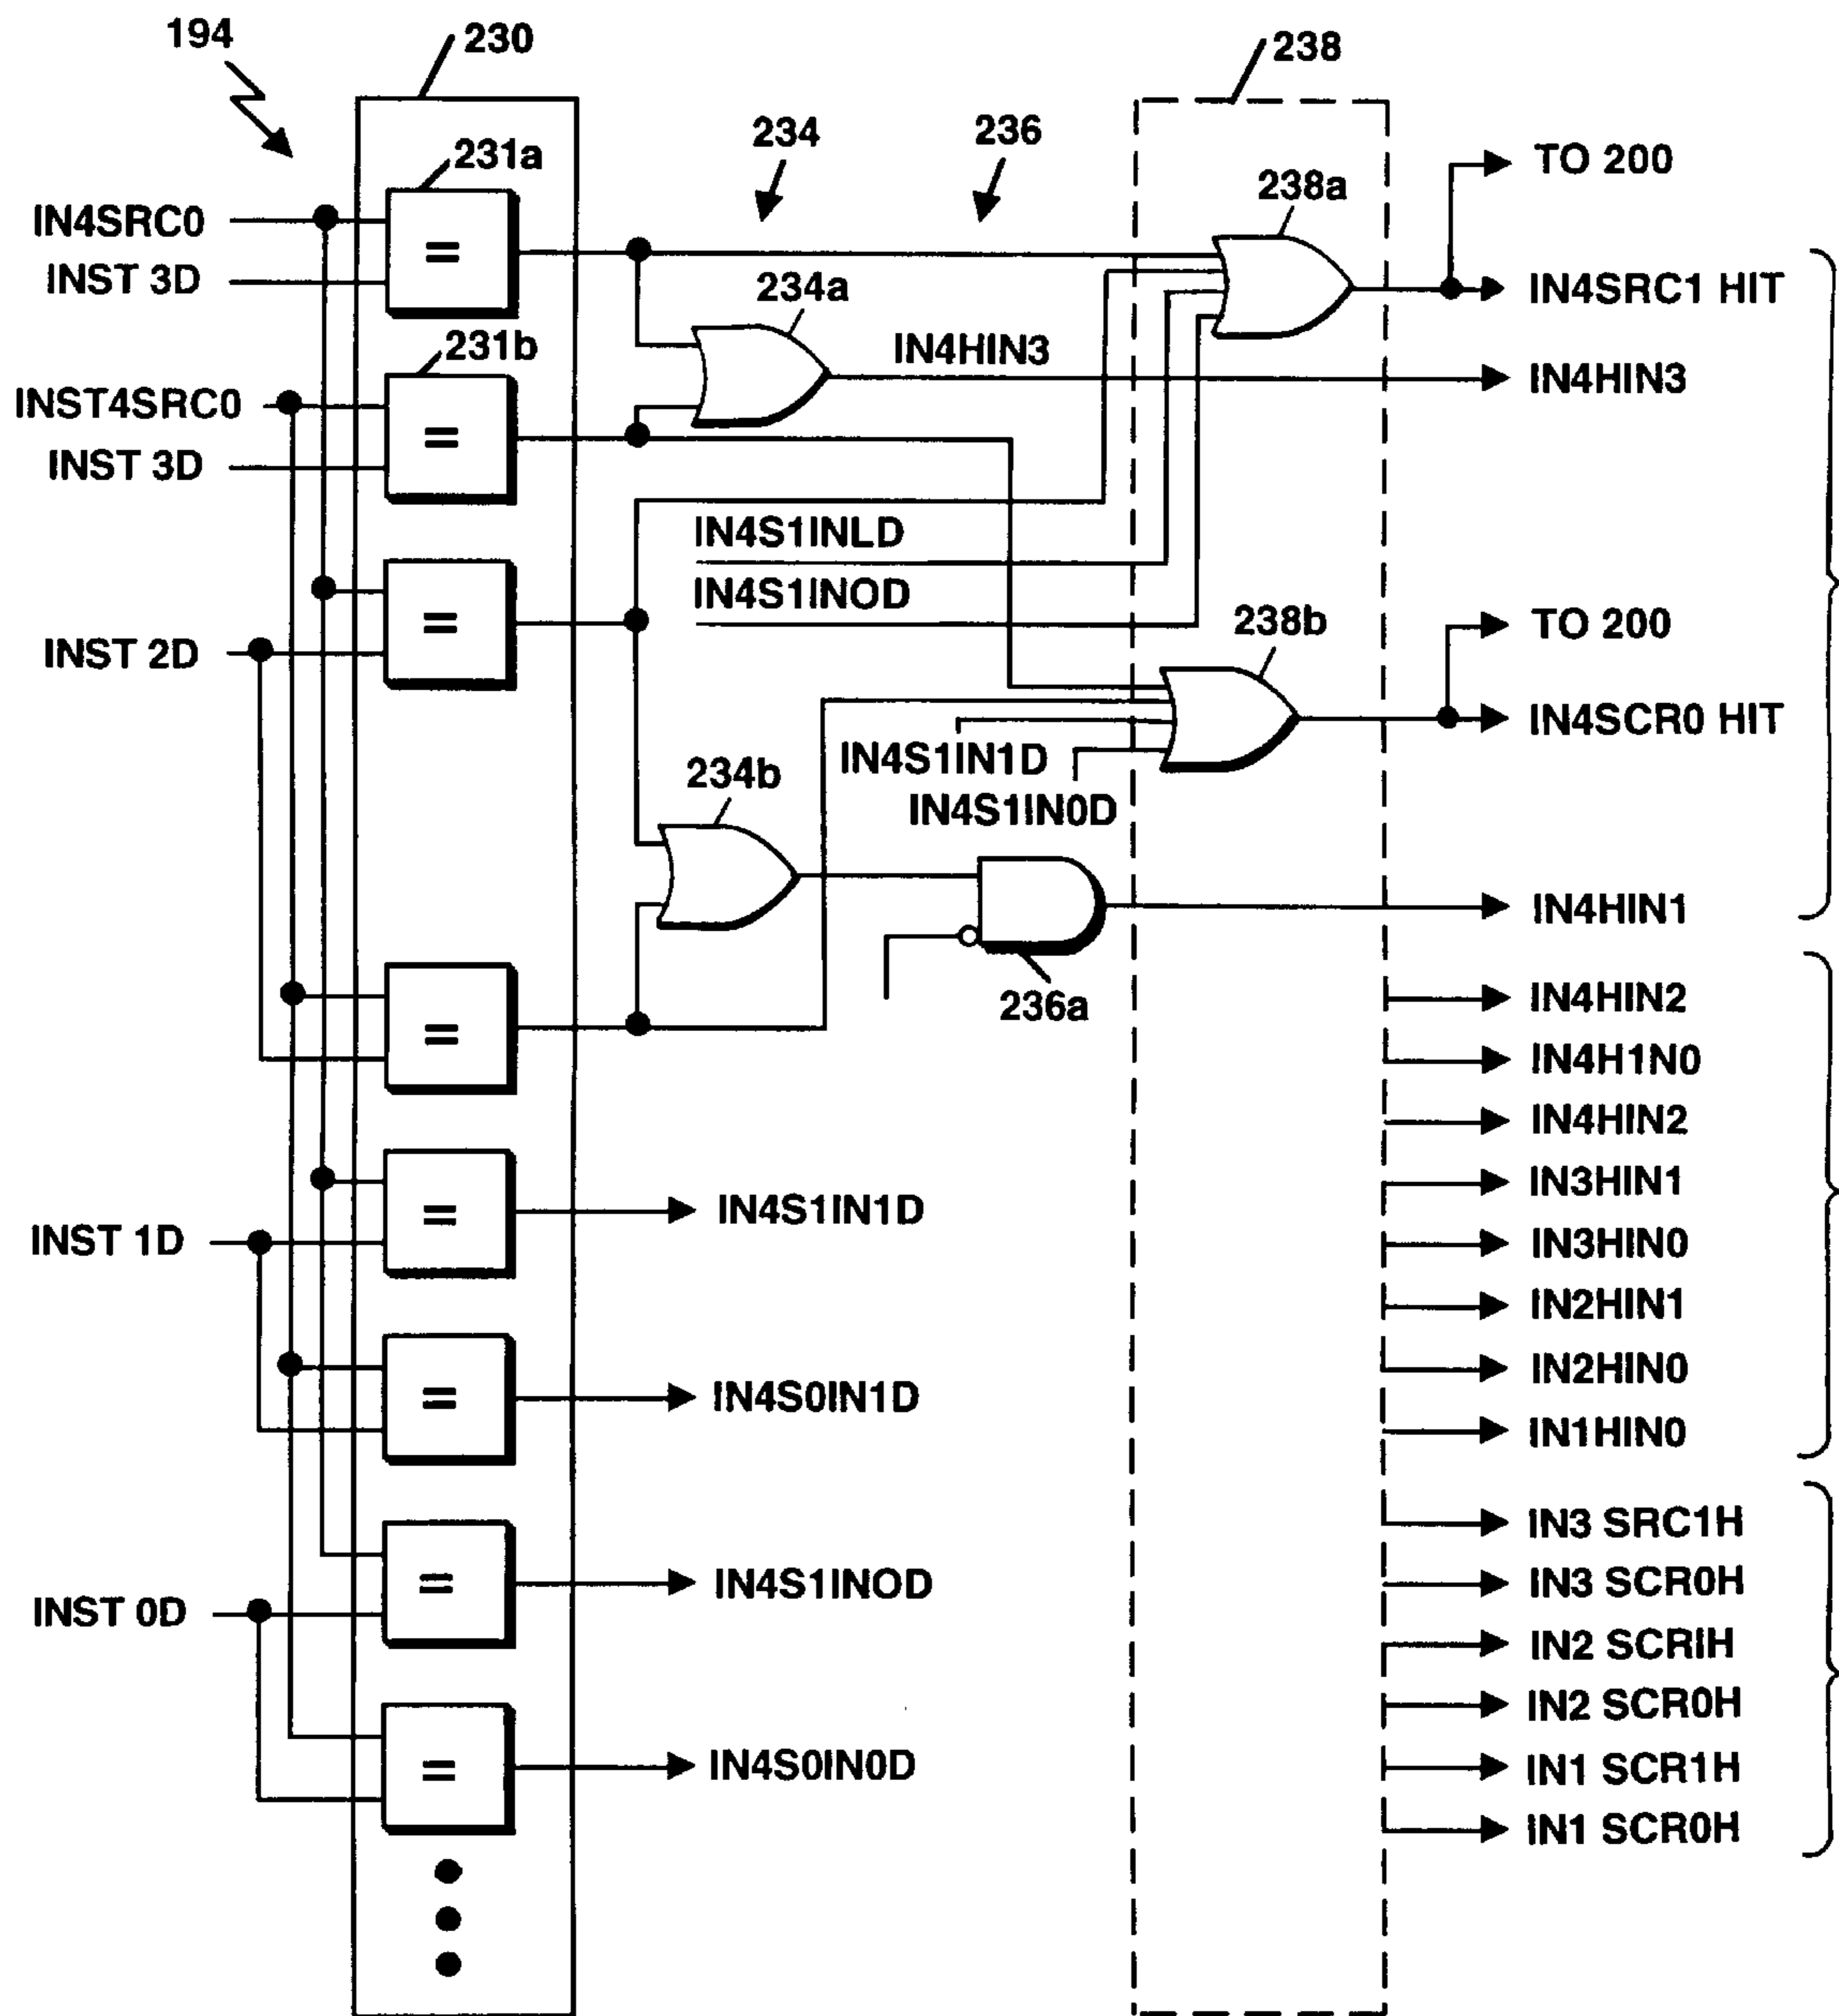 194
230
238
234
236
231a
238a
TO 200
IN4SRC0
=
INST 3D
IN4SRC1 HIT
234a
231b
IN4HIN3
IN4HIN3
INST4SRC0
=
INST 3D
IN4S1INLD
IN4S1INOD
=
238b
TO 200
INST 2D
IN4SCR0 HIT
IN4S1IN1D
234b
IN4S1IN0D
IN4HIN1
236a
=
IN4HIN2
IN4H1N0
IN4HIN2
=
IN4S1IN1D
IN3HIN1
INST 1D
IN3HIN0
IN2HIN1
=
IN4S0IN1D
IN2HIN0
IN1HIN0
IN3 SRC1H
=
IN4S1INOD
IN3 SCR0H
INST 0D
IN2 SCRIH
IN2 SCR0H
=
IN4S0IN0D
IN1 SCR1H
IN1 SCR0H